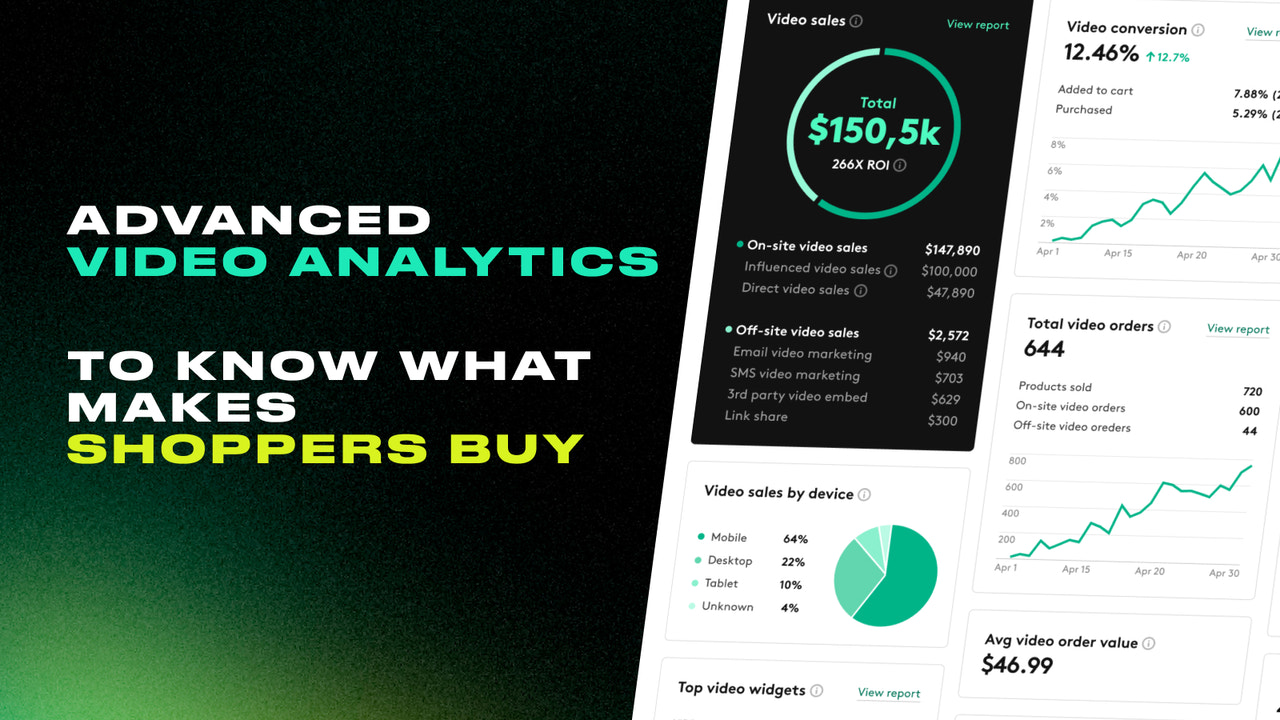 ADVANCED
VIDEO ANALYTICS
TO KNOW WHAT
MAKES
SHOPPERS BUY
Video sales
View report
Total
$150,5k
266X ROI
On-site video sales $147,890
Influenced video sales $100,000
Direct video sales $47,890
Off-site video sales $2,572
Email video marketing $940
SMS video marketing $703
3rd party video embed $629
Link share $300
Video sales by device
Mobile 64%
Desktop 22%
Tablet 10%
Unknown 4%
Top video widgets View report
Video conversion View
12.46% ↑12.7%
Added to cart 7.88%
Purchased 5.29%
8%
6%
4%
2%
Apr 1 Apr 15 Apr 20 Apr 30
Total video orders View report
644
Products sold 720
On-site video orders 600
Off-site video oreders 44
800
600
400
200
Apr 1 Apr 15 Apr 20 Apr 30
Avg video order value
$46.99